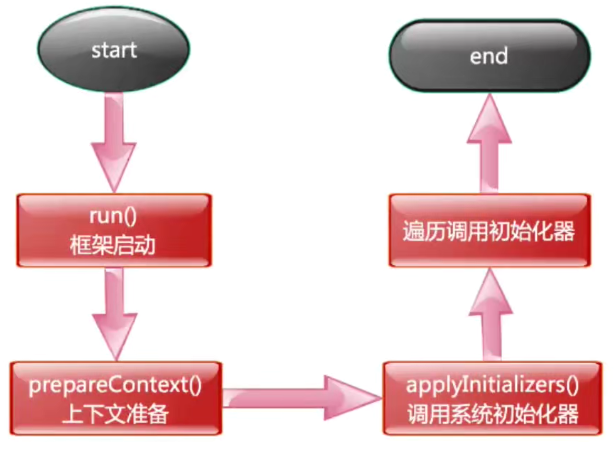 start
run()
框架启动
prepareContext()
上下文准备
applyInitializers()
调用系统初始化器
遍历调用初始化器
end